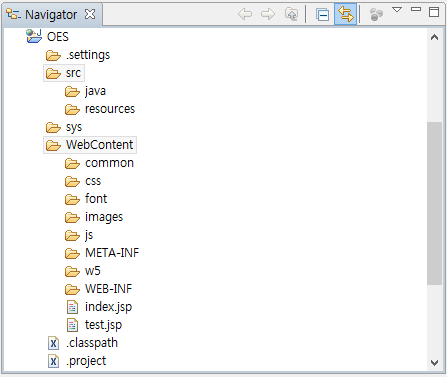 Navigator
OES
.settings
src
java
resources
sys
WebContent
common
css
font
images
js
META-INF
w5
WEB-INF
index.jsp
test.jsp
.classpath
.project